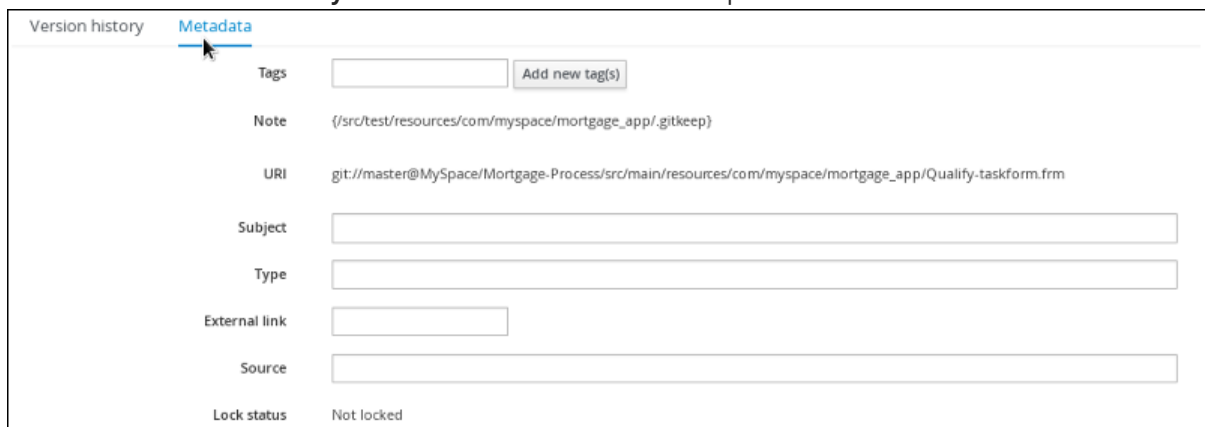 Version history Metadata
Tags Add new tag(s)
Note {/src/test/resources/com/myspace/mortgage_app/.gitkeep}
URI git://master@MySpace/Mortgage-Process/src/main/resources/com/myspace/mortgage_app/Qualify-taskform.frm
Subject
Type
External link
Source
Lock status Not locked